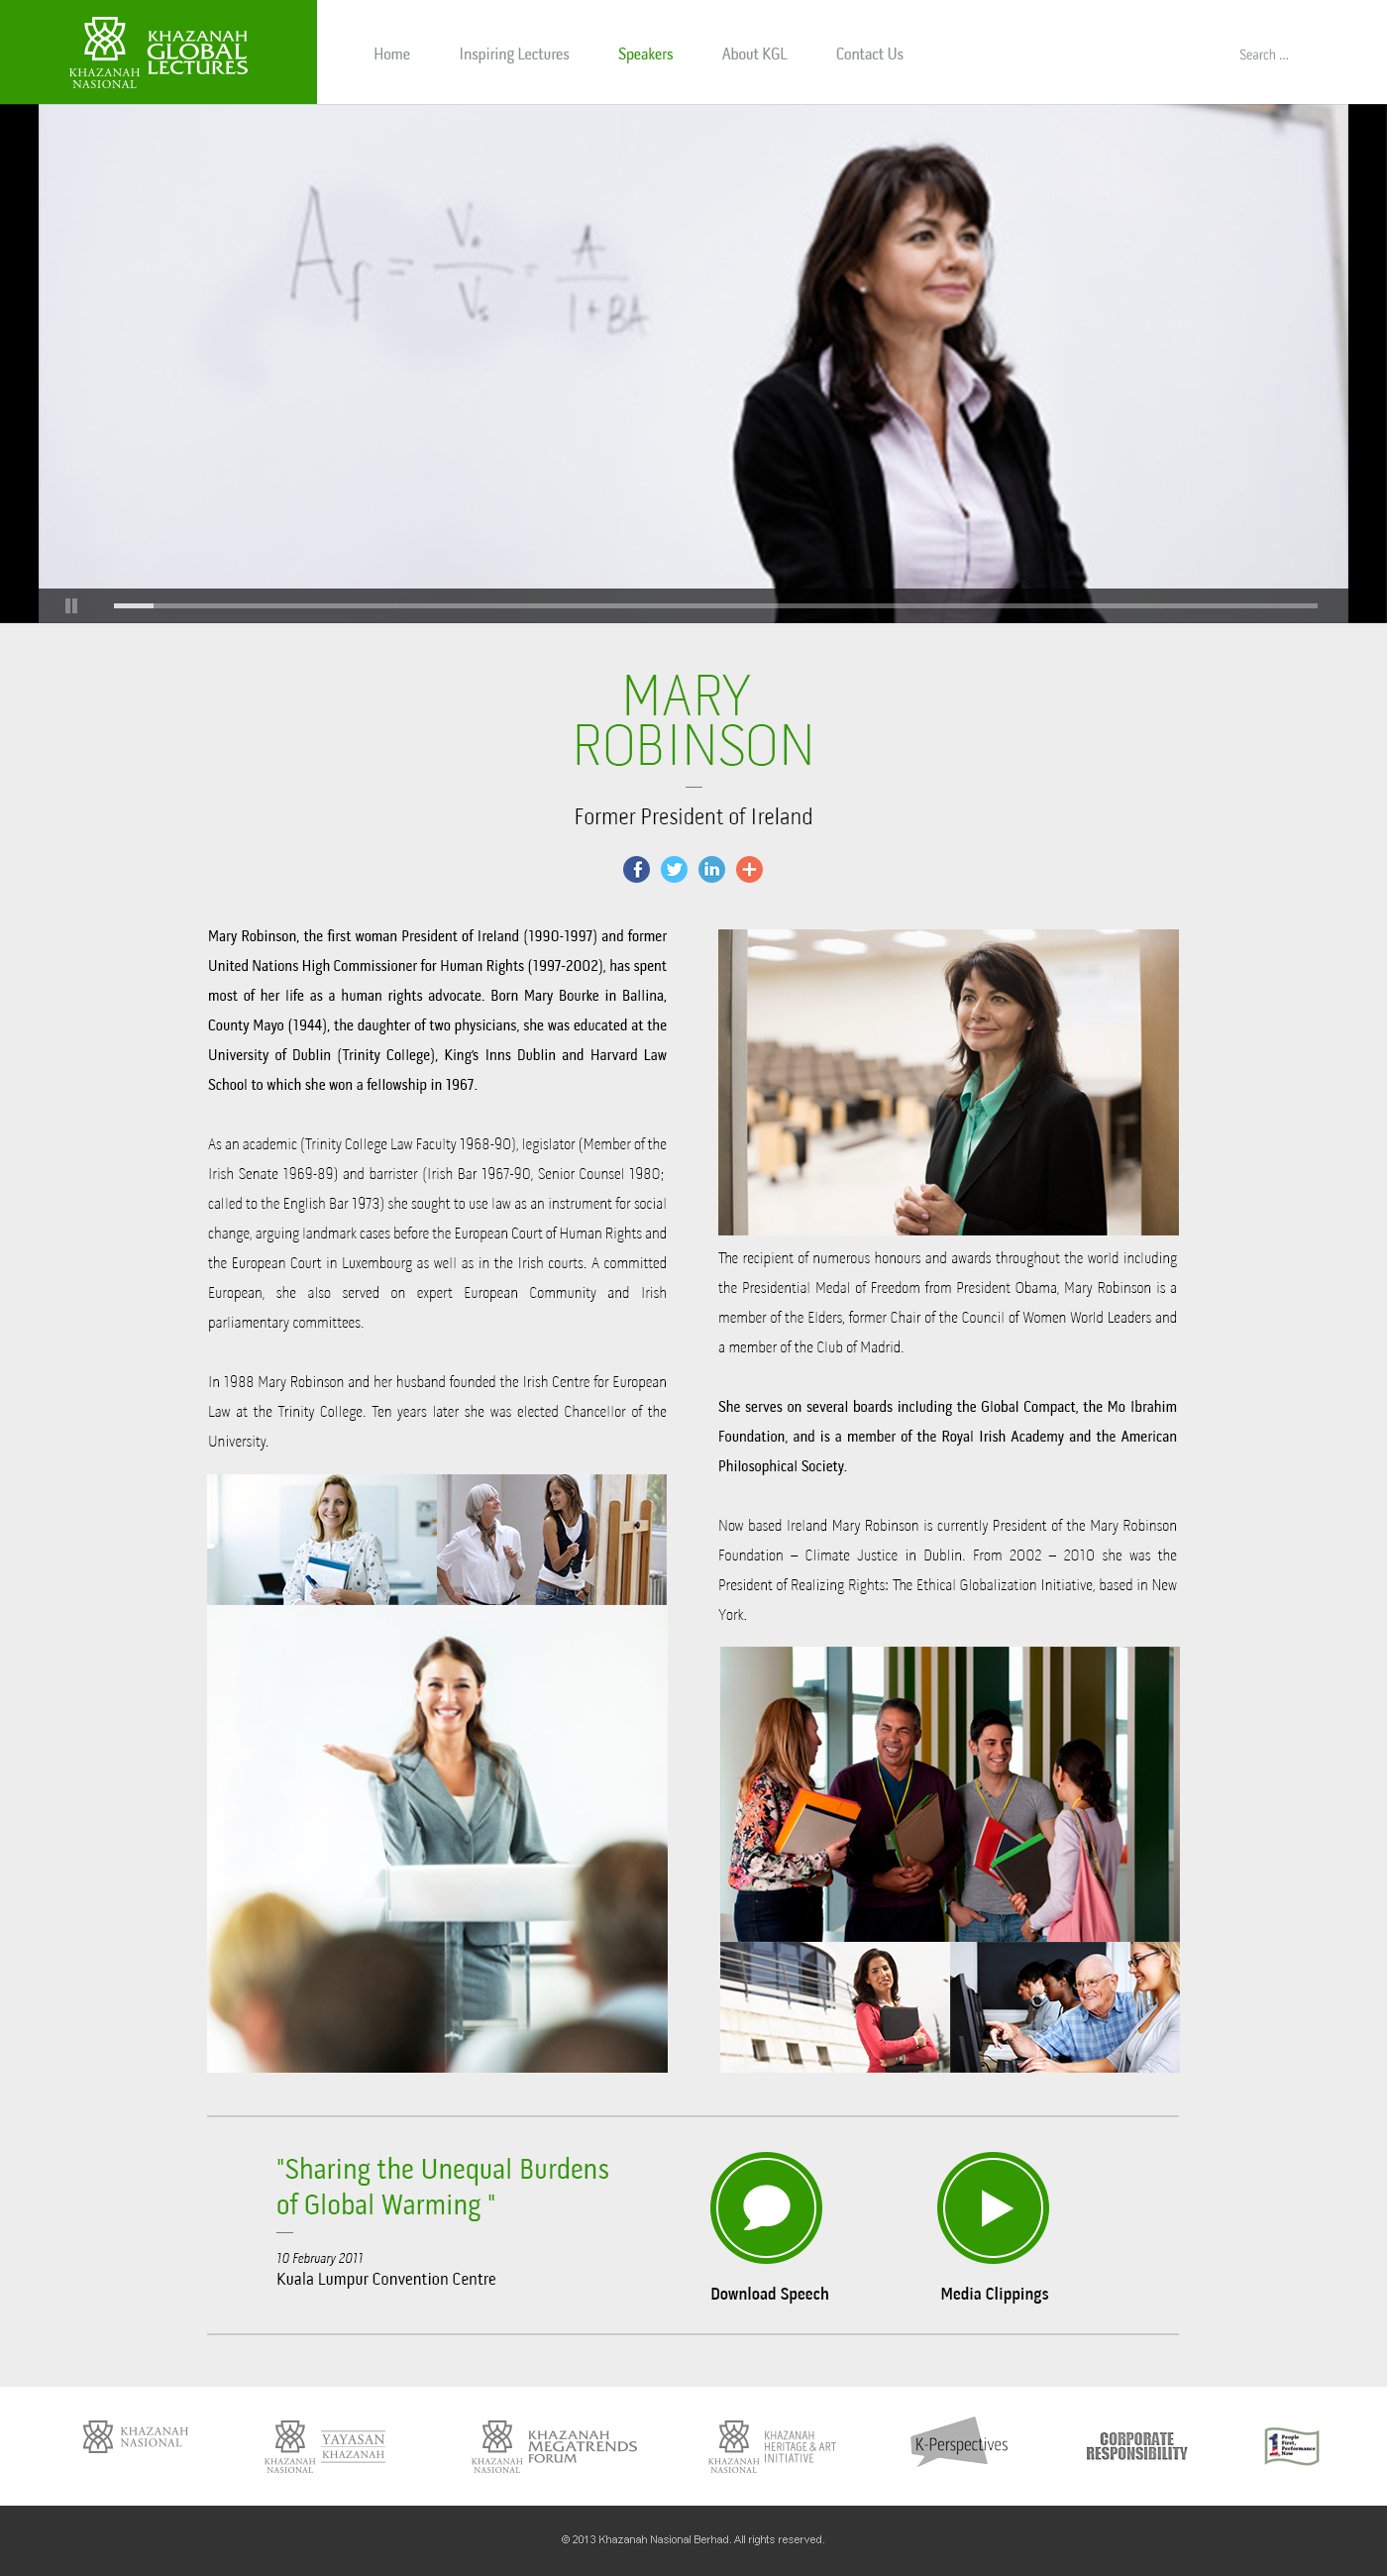 KHAZANAH
NASIONAL
KHAZANAH
GLOBAL
LECTURES
Home
Inspiring Lectures
Speakers
About KGL
Contact Us
Search ...
A_f = V_o / V_s = A / 1+BA
MARY
ROBINSON
Former President of Ireland
Mary Robinson, the first woman President of Ireland (1990-1997) and former
United Nations High Commissioner for Human Rights (1997-2002), has spent
most of her life as a human rights advocate. Born Mary Bourke in Ballina,
County Mayo (1944), the daughter of two physicians, she was educated at the
University of Dublin (Trinity College), King's Inns Dublin and Harvard Law
School to which she won a fellowship in 1967.
As an academic (Trinity College Law Faculty 1968-90), legislator (Member of the
Irish Senate 1969-89) and barrister (Irish Bar 1967-90, Senior Counsel 1980;
called to the English Bar 1973) she sought to use law as an instrument for social
change, arguing landmark cases before the European Court of Human Rights and
the European Court in Luxembourg as well as in the Irish courts. A committed
European, she also served on expert European Community and Irish
parliamentary committees.
In 1988 Mary Robinson and her husband founded the Irish Centre for European
Law at the Trinity College. Ten years later she was elected Chancellor of the
University.
The recipient of numerous honours and awards throughout the world including
the Presidential Medal of Freedom from President Obama, Mary Robinson is a
member of the Elders, former Chair of the Council of Women World Leaders and
a member of the Club of Madrid.
She serves on several boards including the Global Compact, the Mo Ibrahim
Foundation, and is a member of the Royal Irish Academy and the American
Philosophical Society.
Now based Ireland Mary Robinson is currently President of the Mary Robinson
Foundation – Climate Justice in Dublin. From 2002 – 2010 she was the
President of Realizing Rights: The Ethical Globalization Initiative, based in New
York.
"Sharing the Unequal Burdens
of Global Warming "
10 February 2011
Kuala Lumpur Convention Centre
Download Speech
Media Clippings
KHAZANAH
NASIONAL
KHAZANAH
NASIONAL
YAYASAN
KHAZANAH
KHAZANAH
NASIONAL
KHAZANAH
MEGATRENDS
FORUM
KHAZANAH
NASIONAL
KHAZANAH
HERITAGE & ART
INITIATIVE
K-Perspectives
CORPORATE
RESPONSIBILITY
1
People
First,
Performance
Now
© 2013 Khazanah Nasional Berhad. All rights reserved.